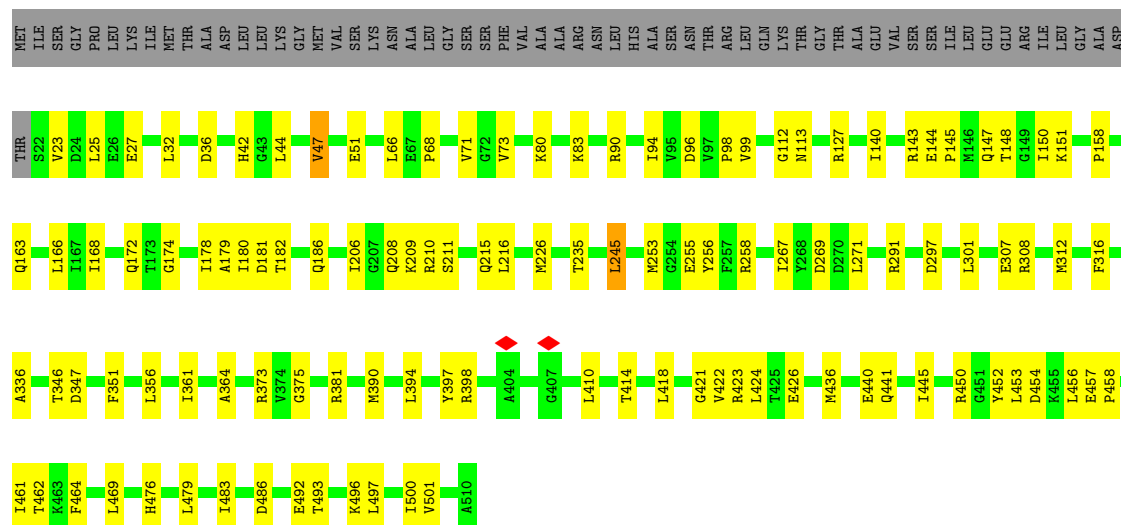 MET ILE SER GLY PRO LEU LYS ILE MET THR ALA ASP LEU LEU LYS GLY MET VAL SER LYS ASN ALA LEU GLY SER SER PHE VAL ALA ALA ARG ASN LEU HIS ALA SER ASN THR ARG LEU GLN LYS THR GLY THR ALA GLU VAL SER SER ILE LEU GLU GLU ARG ILE LEU GLY ALA ASP
THR S22 V23 D24 L25 E26 E27 L32 D36 H42 G43 L44 V47 E51 L66 E67 P68 V71 G72 V73 K80 K83 R90 I94 V95 D96 V97 P98 V99 G112 N113 R127 I140 R143 E144 P145 M146 Q147 T148 G149 I150 K151 P158
Q163 L166 I167 I168 Q172 T173 G174 I178 A179 I180 D181 T182 Q186 I206 G207 Q208 K209 R210 S211 Q215 L216 M226 T235 L245 M253 G254 E255 Y256 F257 R258 I267 Y268 D269 D270 L271 R291 D297 L301 E307 R308 M312 F316
A336 T346 D347 F351 L356 I361 A364 R373 V374 G375 R381 M390 L394 Y397 R398 A404 G407 L410 T414 L418 G421 V422 R423 L424 T425 E426 M436 E440 Q441 I445 R450 G451 Y452 L453 D454 K455 L456 E457 P458
I461 T462 K463 F464 L469 H476 L479 I483 D486 E492 T493 K496 L497 I500 V501 A510